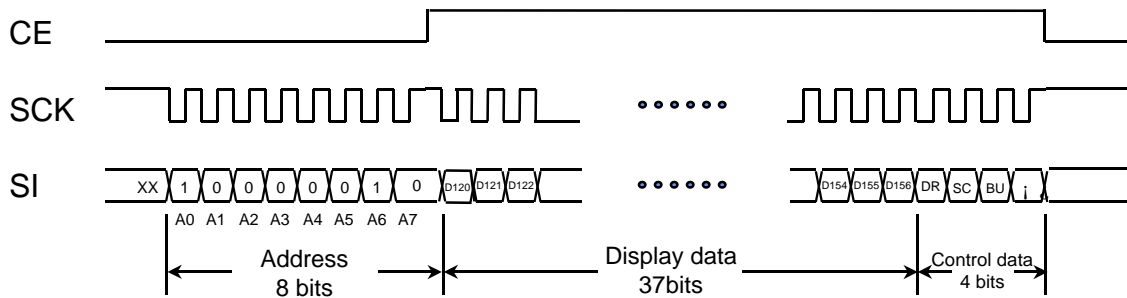 CE
SCK
SI
XX 1 0 0 0 0 0 1 0 D120 D121 D122 D154 D155 D156 DR SC BU
A0 A1 A2 A3 A4 A5 A6 A7
Address
8 bits
Display data
37bits
Control data
4 bits